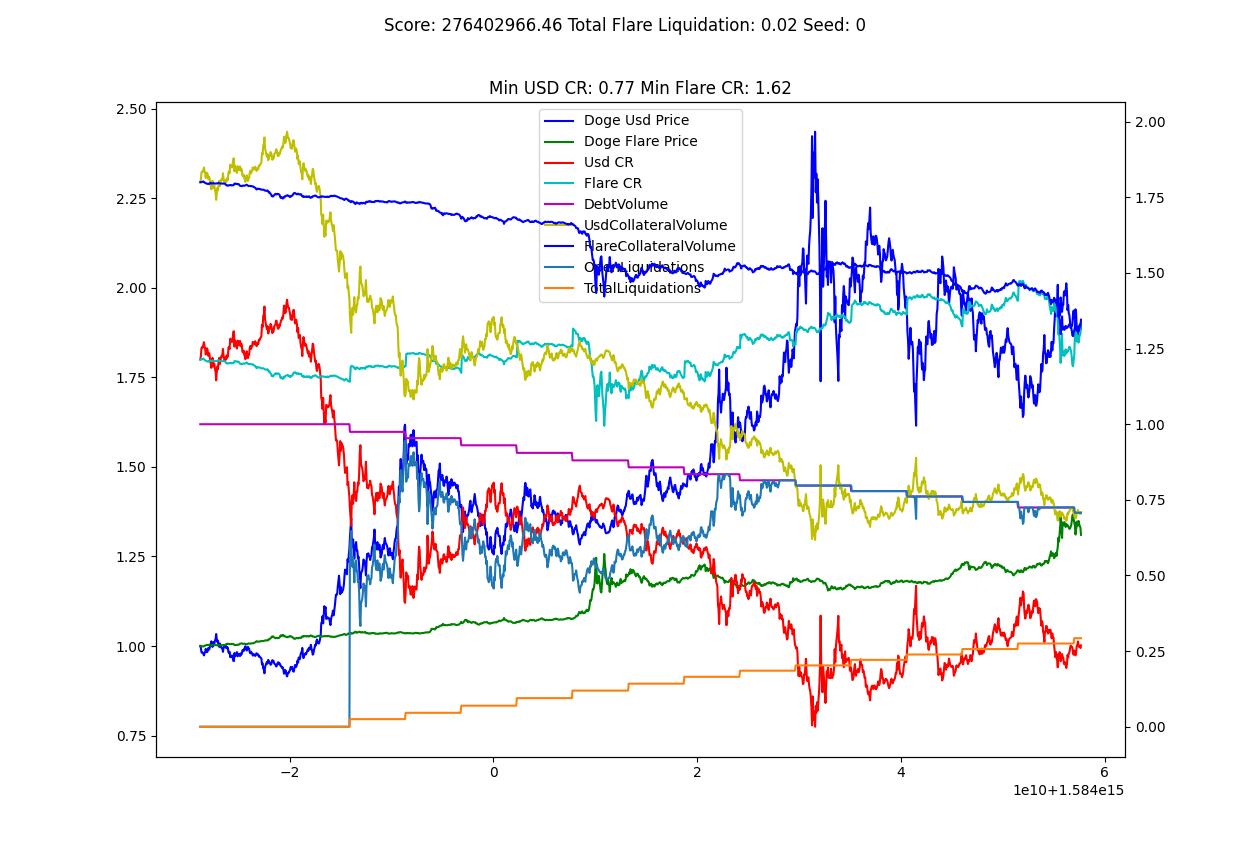 Score: 276402966.46 Total Flare Liquidation: 0.02 Seed: 0
Min USD CR: 0.77 Min Flare CR: 1.62
2.50
2.25
2.00
1.75
1.50
1.25
1.00
0.75
Doge Usd Price
Doge Flare Price
Usd CR
Flare CR
DebtVolume
UsdCollateralVolume
FlareCollateralVolume
OpenLiquidations
TotalLiquidations
2.00
1.75
1.50
1.25
1.00
0.75
0.50
0.25
0.00
−2 0 2 4 6
1e10+1.584e15